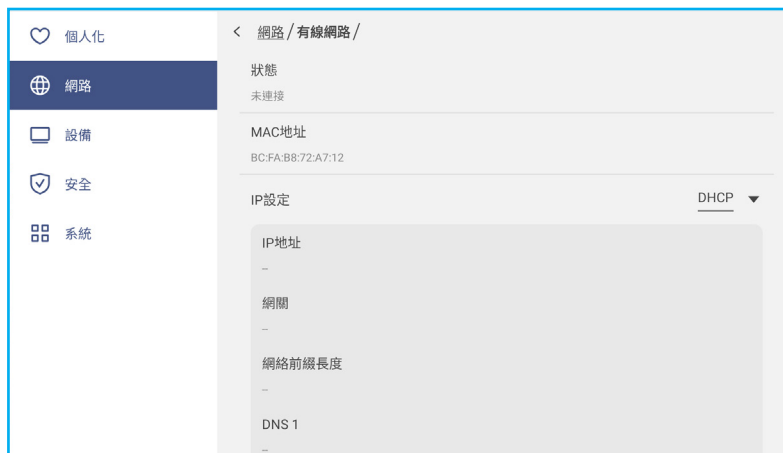 個人化
網路
設備
安全
系統
< 網路/有線網路/
狀態
未連接
MAC地址
BC:FA:B8:72:A7:12
IP設定 DHCP
IP地址
–
網關
–
網絡前綴長度
–
DNS 1
–